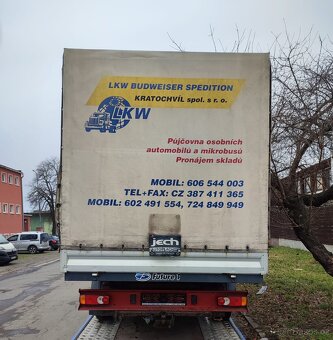 LKW BUDWEISER SPEDITION
KRATOCHVÍL spol. s r. o.
LKW
Půjčovna osobních
automobilů a mikrobusů
Pronájem skladů
MOBIL: 606 544 003
TEL+FAX: CZ 387 411 365
MOBIL: 602 491 554, 724 849 949
jech
Future